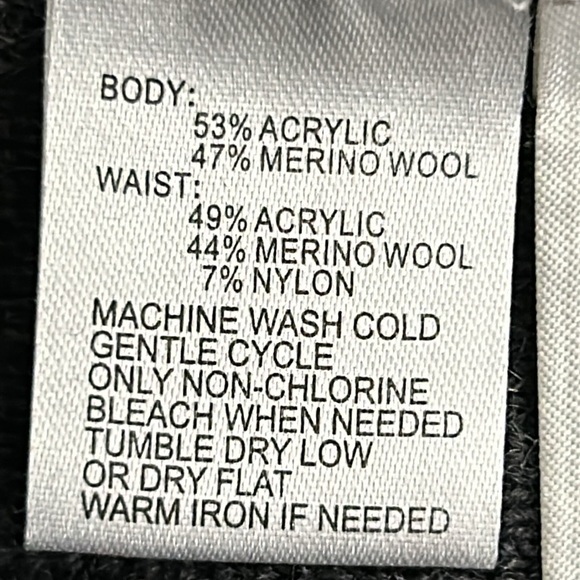 BODY:
53% ACRYLIC
47% MERINO WOOL
WAIST:
49% ACRYLIC
44% MERINO WOOL
7% NYLON
MACHINE WASH COLD
GENTLE CYCLE
ONLY NON-CHLORINE
BLEACH WHEN NEEDED
TUMBLE DRY LOW
OR DRY FLAT
WARM IRON IF NEEDED